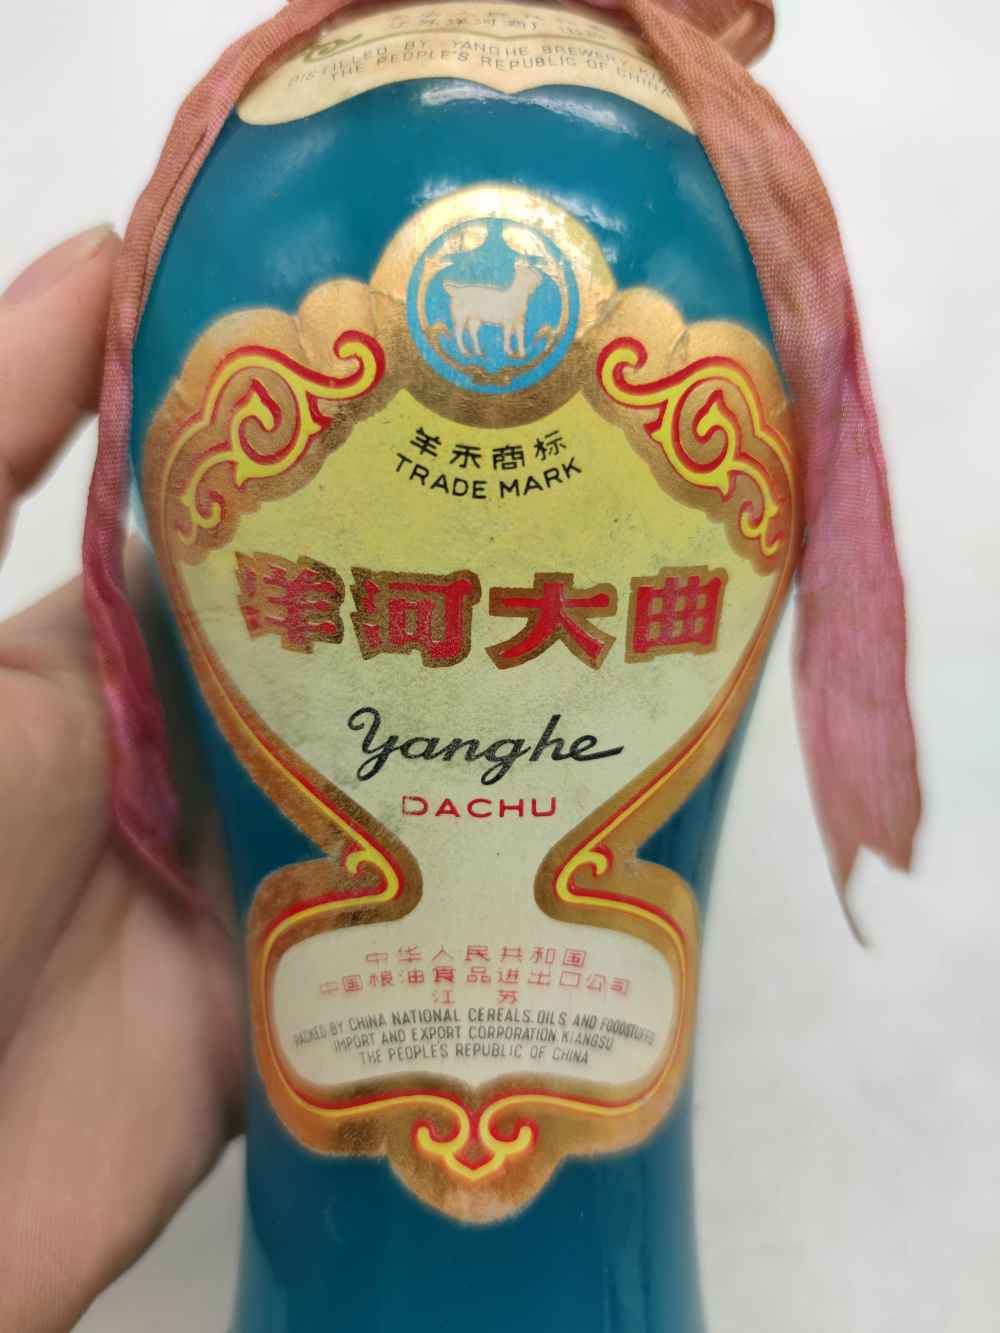 DISTILLED BY YANGHE BREWERY
THE PEOPLE'S REPUBLIC OF CHINA
羊禾商标
TRADE MARK
洋河大曲
Yanghe
DACHU
中华人民共和国
中国粮油食品进出口公司
江苏
PACKED BY CHINA NATIONAL CEREALS. OILS AND FOODSTUFFS
IMPORT AND EXPORT CORPORATION. KIANGSU
THE PEOPLE'S REPUBLIC OF CHINA